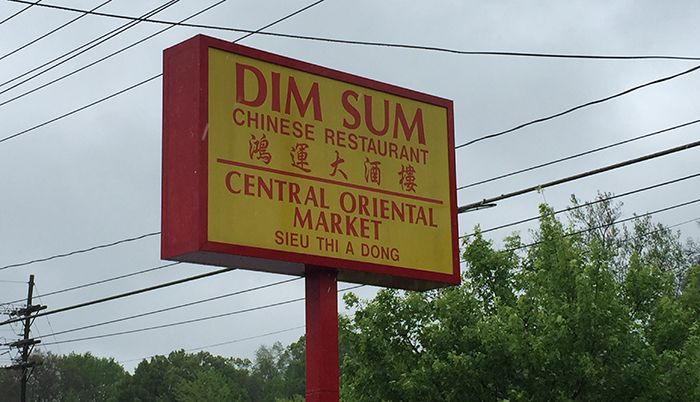 DIM SUM
CHINESE RESTAURANT
鴻運大酒樓
CENTRAL ORIENTAL
MARKET
SIEU THI A DONG